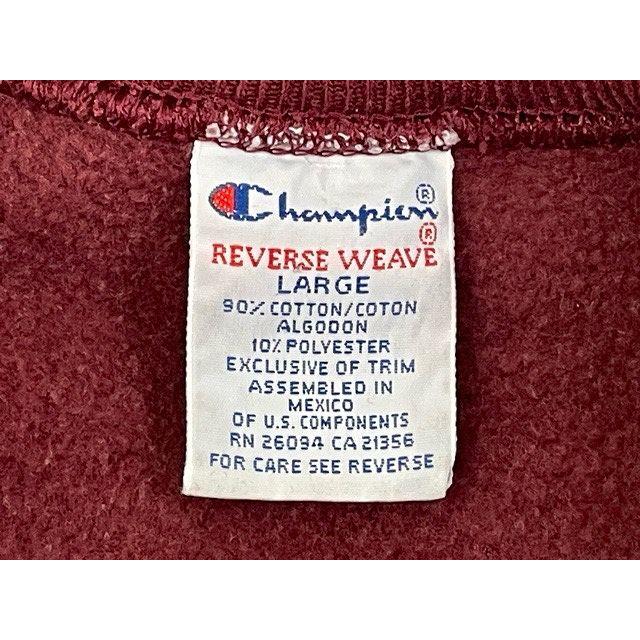 Champion®
®
REVERSE WEAVE
LARGE
90% COTTON/COTON
ALGODON
10% POLYESTER
EXCLUSIVE OF TRIM
ASSEMBLED IN
MEXICO
OF U.S. COMPONENTS
RN 26094 CA 21356
FOR CARE SEE REVERSE